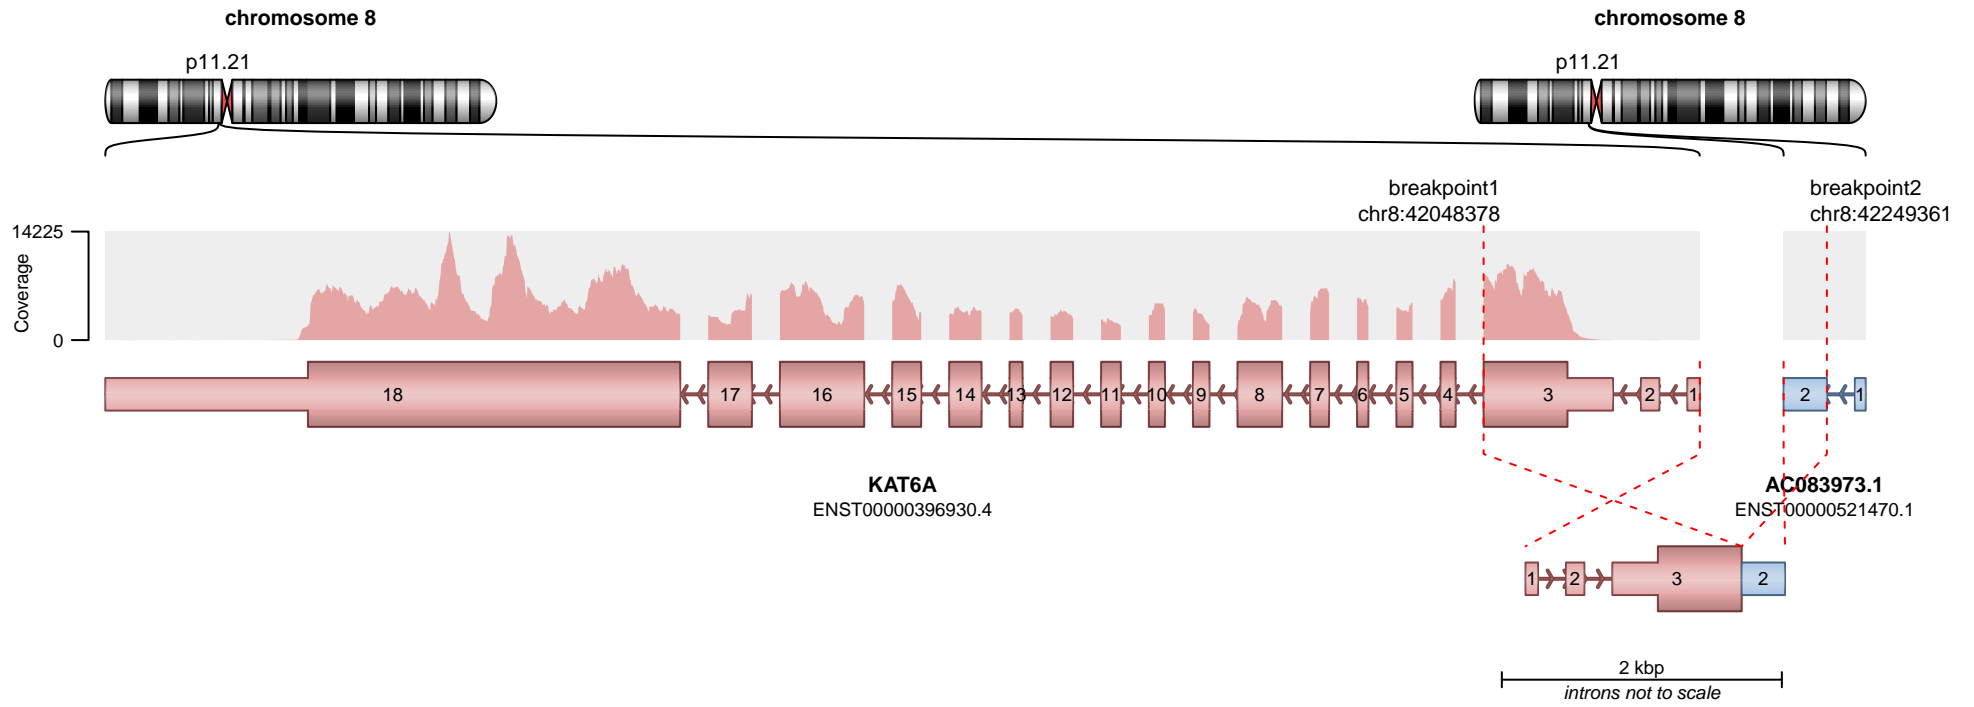 chromosome 8
chromosome 8
p11.21
p11.21
breakpoint1
chr8:42048378
breakpoint2
chr8:42249361
14225
Coverage
0
18 17 16 15 14 13 12 11 10 9 8 7 6 5 4 3 2 1
2 1
KAT6A
ENST00000396930.4
AC083973.1
ENST00000521470.1
1 2 3 2
2 kbp
introns not to scale